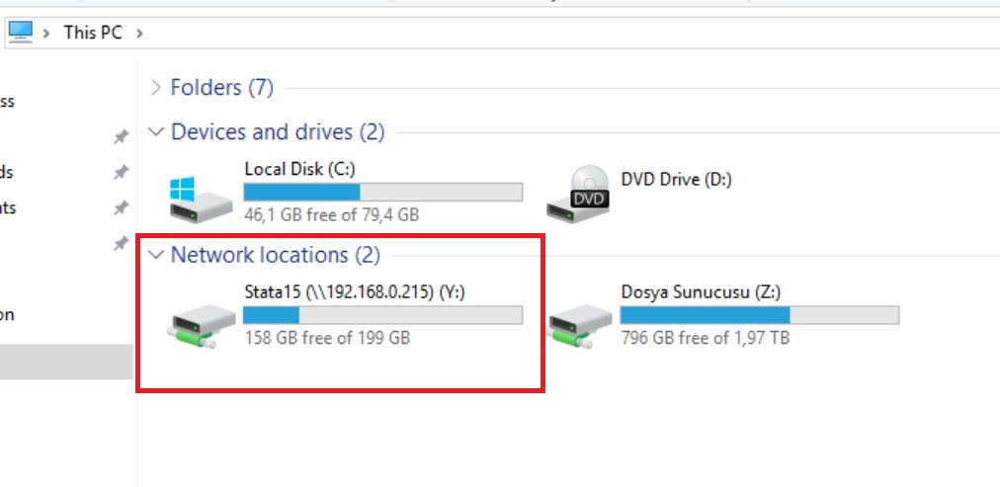 This PC
ss
Folders (7)
Devices and drives (2)
ds
Local Disk (C:)
46,1 GB free of 79,4 GB
DVD
DVD Drive (D:)
nts
Network locations (2)
on
Stata15 (\\192.168.0.215) (Y:)
158 GB free of 199 GB
Dosya Sunucusu (Z:)
796 GB free of 1,97 TB